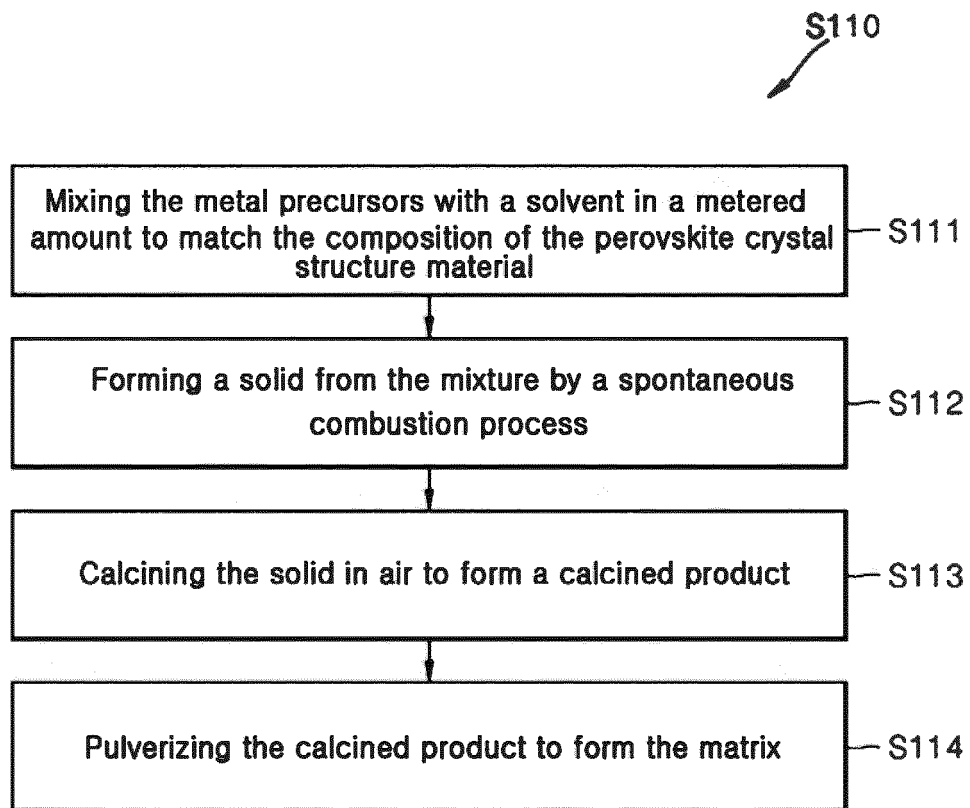 S110
Mixing the metal precursors with a solvent in a metered
amount to match the composition of the perovskite crystal
structure material
S111
Forming a solid from the mixture by a spontaneous
combustion process
S112
Calcining the solid in air to form a calcined product
S113
Pulverizing the calcined product to form the matrix
S114